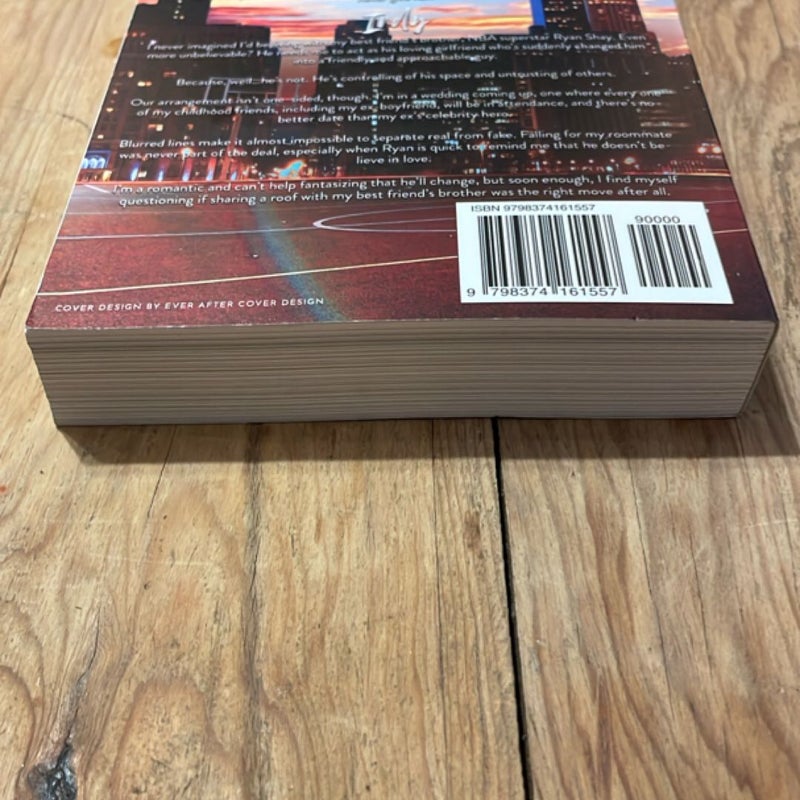 Indy
I never imagined I'd be living with my best friend's brother, NBA superstar Ryan Shay. Even
more unbelievable? He needs me to act as his loving girlfriend who's suddenly changed him
into a friendly and approachable guy.
Because, well, he's not. He's controlling of his space and untrusting of others.
Our arrangement isn't one-sided, though. I'm in a wedding coming up, one where every one
of my childhood friends, including my ex-boyfriend, will be in attendance, and there's no
better date than my ex's celebrity hero.
Blurred lines make it almost impossible to separate real from fake. Falling for my roommate
was never part of the deal, especially when Ryan is quick to remind me that he doesn't be-
lieve in love.
I'm a romantic and can't help fantasizing that he'll change, but soon enough, I find myself
questioning if sharing a roof with my best friend's brother was the right move after all.
ISBN 9798374161557
90000
9 798374 161557
COVER DESIGN BY EVER AFTER COVER DESIGN